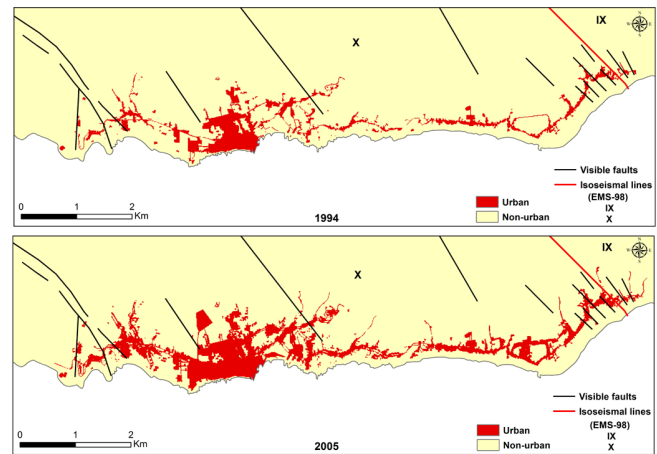 IX
X
N
W E
S
Visible faults
Isoseismal lines
(EMS-98)
Urban
IX
Non-urban
X
0 1 2
Km
1994
IX
X
N
W E
S
Visible faults
Isoseismal lines
(EMS-98)
Urban
IX
Non-urban
X
0 1 2
Km
2005